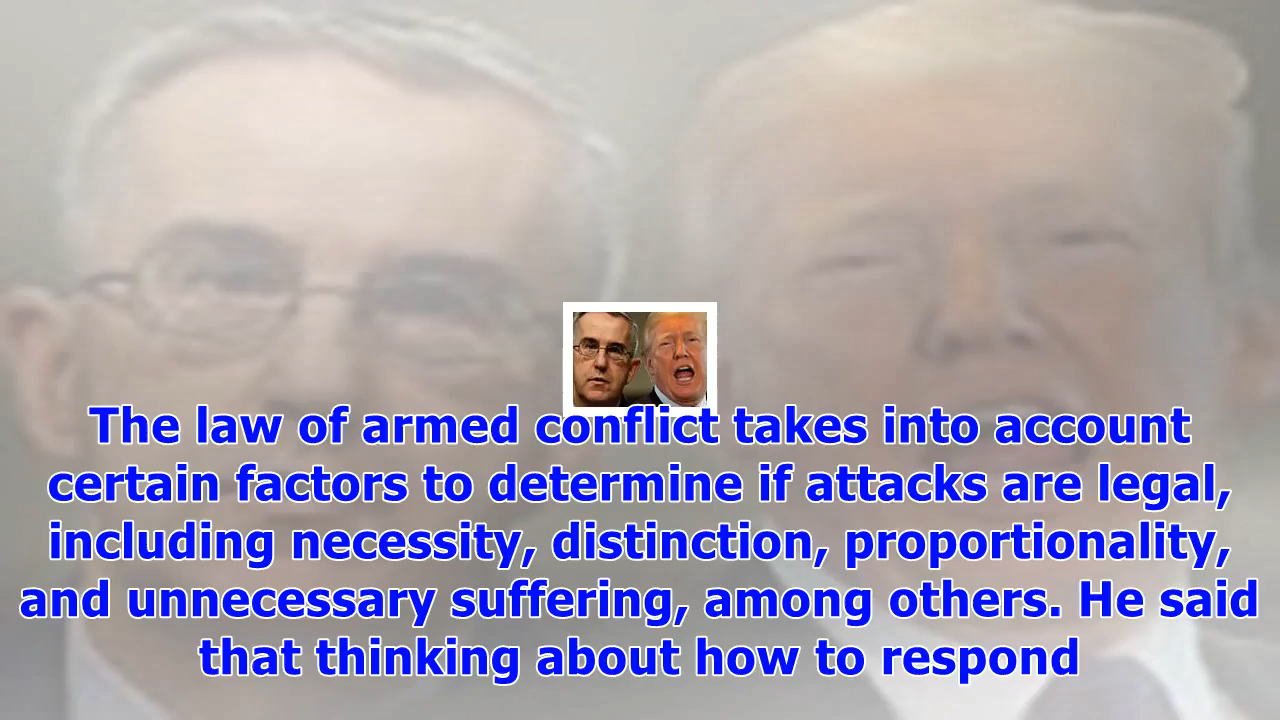 The law of armed conflict takes into account
certain factors to determine if attacks are legal,
including necessity, distinction, proportionality,
and unnecessary suffering, among others. He said
that thinking about how to respond